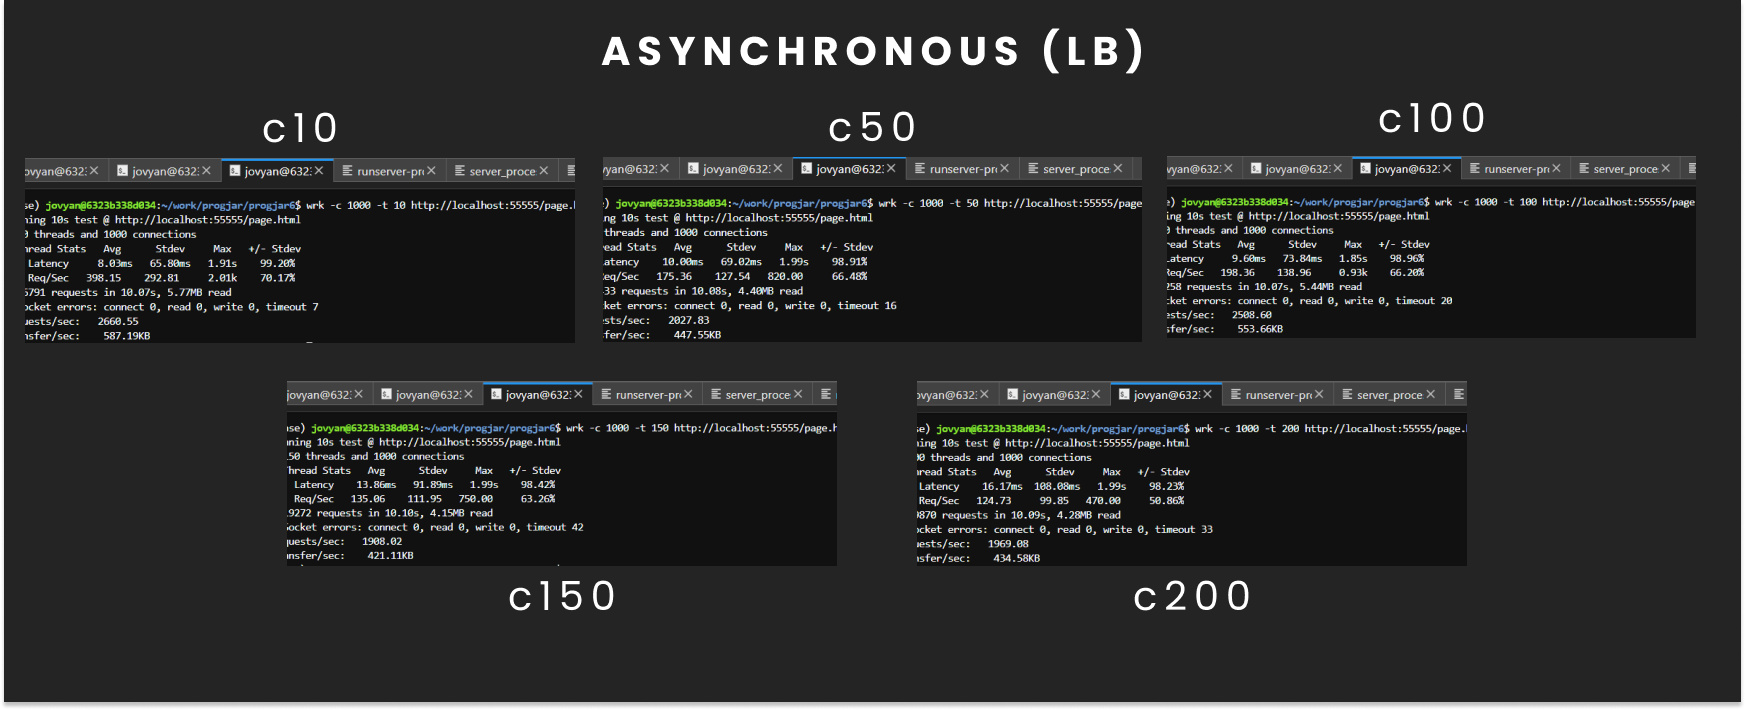 ASYNCHRONOUS (LB)
c10
jovyan@632: jovyan@632: runserver-pr server_proce
jovyan@6323b338d034:~/work/progjar/progjar6$ wrk -c 1000 -t 10 http://localhost:55555/page.
ning 10s test @ http://localhost:55555/page.html
threads and 1000 connections
Stats Avg Stdev Max +/- Stdev
Latency 8.03ms 65.80ms 1.91s 99.20%
Req/Sec 398.15 292.81 2.01k 70.17%
6791 requests in 10.07s, 5.77MB read
errors: connect 0, read 0, write 0, timeout 7
uests/sec: 2660.55
nsfer/sec: 587.19KB
c50
yan@632: jovyan@632: jovyan@632: runserver-pr server_proce
) jovyan@6323b338d034:~/work/progjar/progjar6$ wrk -c 1000 -t 50 http://localhost:55555/page
ng 10s test @ http://localhost:55555/page.html
threads and 1000 connections
ead Stats Avg Stdev Max +/- Stdev
atency 10.00ms 69.02ms 1.99s 98.91%
eq/Sec 175.36 127.54 820.00 66.48%
33 requests in 10.08s, 4.40MB read
ket errors: connect 0, read 0, write 0, timeout 16
sts/sec: 2027.83
fer/sec: 447.55KB
c100
yan@632: jovyan@632: jovyan@632: runserver-pr server_proce
) jovyan@6323b338d034:~/work/progjar/progjar6$ wrk -c 1000 -t 100 http://localhost:55555/page
ng 10s test @ http://localhost:55555/page.html
threads and 1000 connections
ead Stats Avg Stdev Max +/- Stdev
atency 9.60ms 73.84ms 1.85s 98.96%
Req/Sec 198.36 138.96 0.93k 66.20%
258 requests in 10.07s, 5.44MB read
cket errors: connect 0, read 0, write 0, timeout 20
ests/sec: 2508.60
sfer/sec: 553.66KB
jovyan@632: jovyan@632: jovyan@632: runserver-pr server_proce
se) jovyan@6323b338d034:~/work/progjar/progjar6$ wrk -c 1000 -t 150 http://localhost:55555/page.h
ning 10s test @ http://localhost:55555/page.html
50 threads and 1000 connections
hread Stats Avg Stdev Max +/- Stdev
Latency 13.86ms 91.89ms 1.99s 98.42%
Req/Sec 135.06 111.95 750.00 63.26%
9272 requests in 10.10s, 4.15MB read
ocket errors: connect 0, read 0, write 0, timeout 42
quests/sec: 1908.02
ansfer/sec: 421.11KB
c150
ovyan@632: jovyan@632: jovyan@632: runserver-pr server_proce
se) jovyan@6323b338d034:~/work/progjar/progjar6$ wrk -c 1000 -t 200 http://localhost:55555/page.
ing 10s test @ http://localhost:55555/page.html
0 threads and 1000 connections
read Stats Avg Stdev Max +/- Stdev
Latency 16.17ms 108.08ms 1.99s 98.23%
Req/Sec 124.73 99.85 470.00 50.86%
9870 requests in 10.09s, 4.28MB read
ocket errors: connect 0, read 0, write 0, timeout 33
uests/sec: 1969.08
nsfer/sec: 434.58KB
c200